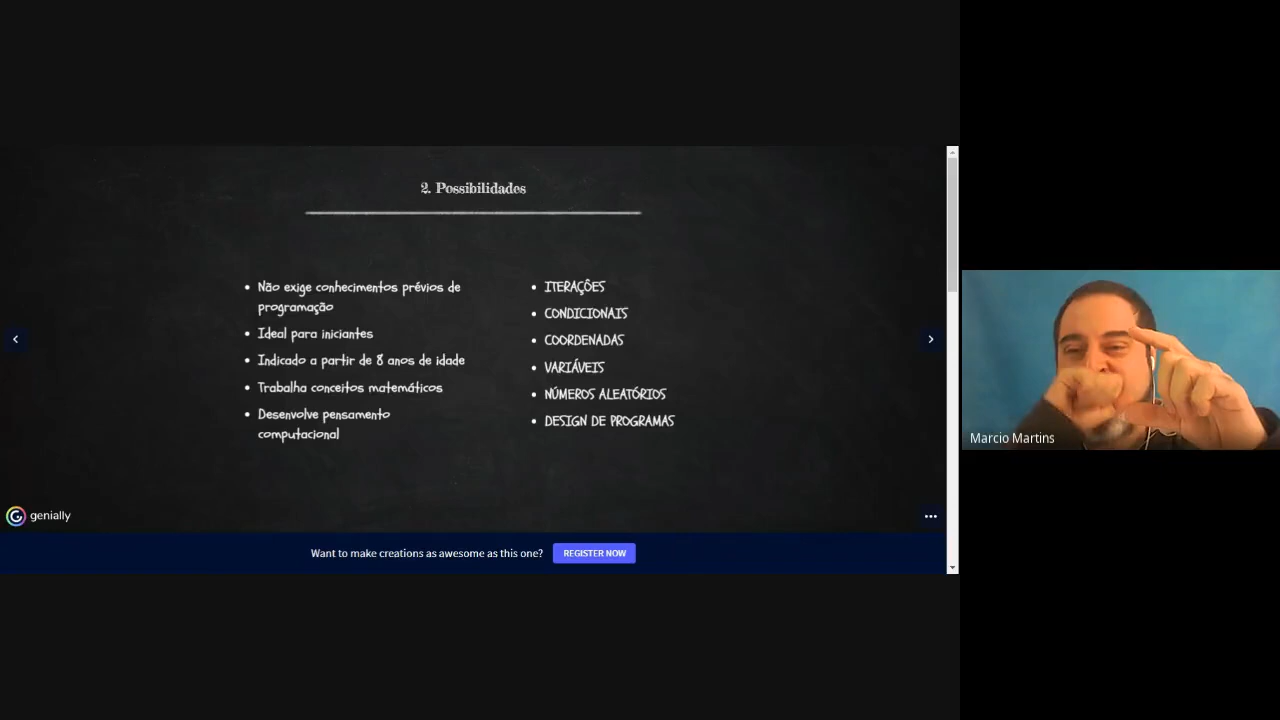 2. Possibilidades
• Não exige conhecimentos prévios de
programação
• Ideal para iniciantes
• Indicado a partir de 8 anos de idade
• Trabalha conceitos matemáticos
• Desenvolve pensamento
computacional
• ITERAÇÕES
• CONDICIONAIS
• COORDENADAS
• VARIÁVEIS
• NÚMEROS ALEATÓRIOS
• DESIGN DE PROGRAMAS
Marcio Martins
genially
Want to make creations as awesome as this one? REGISTER NOW